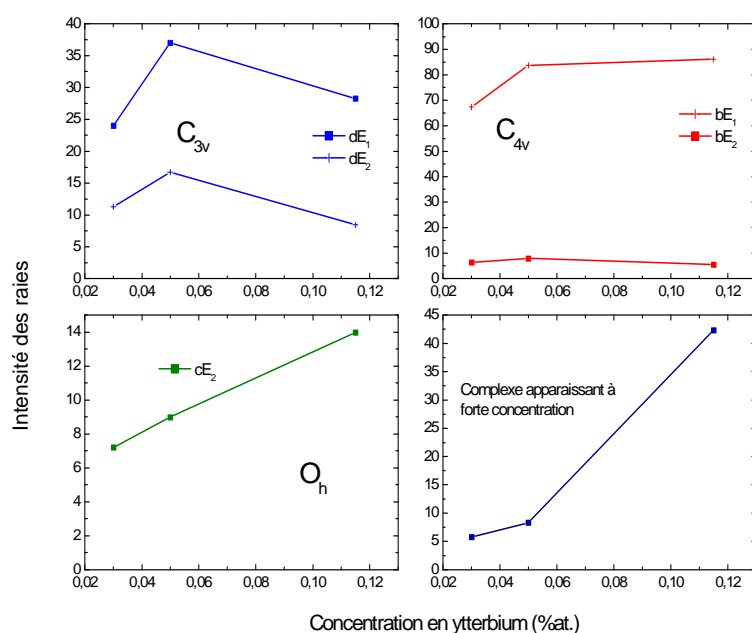 40
35
30
25
20
15
10
5
0
C3v
dE1
dE2
0,02 0,04 0,06 0,08 0,10 0,12
100
90
80
70
60
50
40
30
20
10
0
C4v
bE1
bE2
0,02 0,04 0,06 0,08 0,10 0,12
Intensité des raies
14
12
10
8
6
4
2
0
cE2
Oh
0,02 0,04 0,06 0,08 0,10 0,12
45
40
35
30
25
20
15
10
5
0
Complexe apparaissant à
forte concentration
0,02 0,04 0,06 0,08 0,10 0,12
Concentration en ytterbium (%at.)